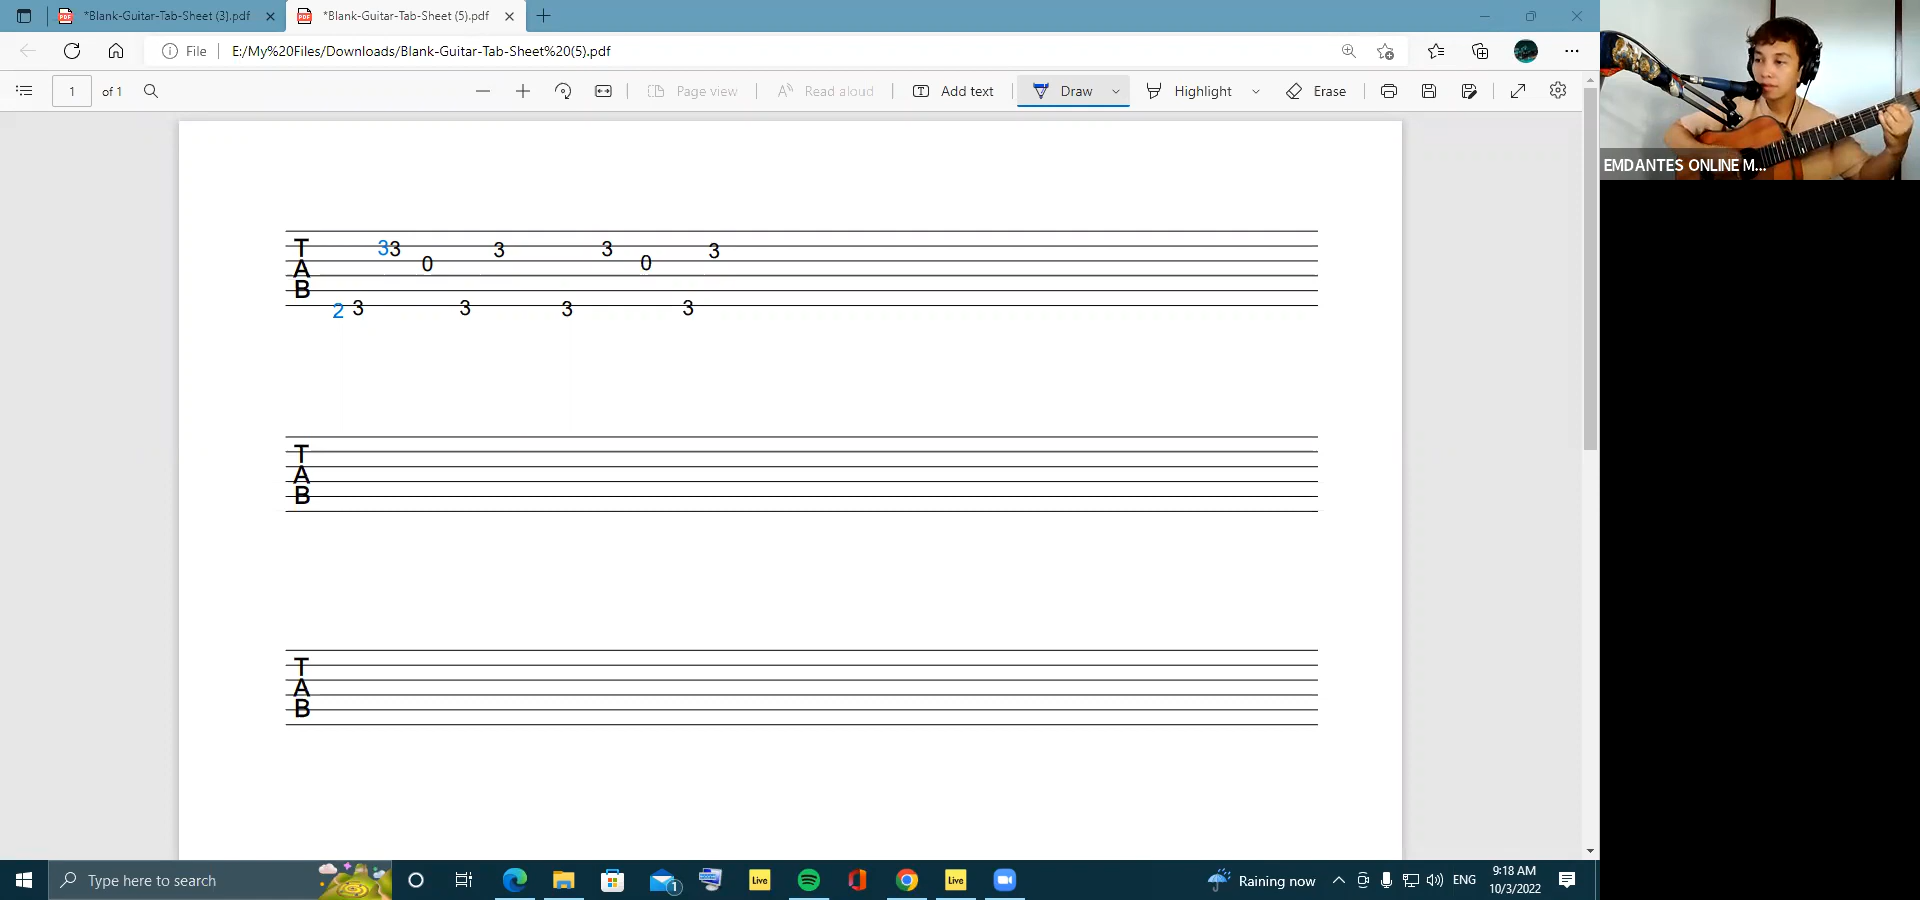 *Blank-Guitar-Tab-Sheet (3).pdf
*Blank-Guitar-Tab-Sheet (5).pdf
File E:/My%20Files/Downloads/Blank-Guitar-Tab-Sheet%20(5).pdf
1 of 1 Page view Read aloud Add text Draw Highlight Erase
EMDANTES ONLINE M...
T
A
B
33 3 3 3
0 0
2 3 3 3 3
T
A
B
T
A
B
Type here to search
1
Live
Live
Raining now
ENG
9:18 AM
10/3/2022